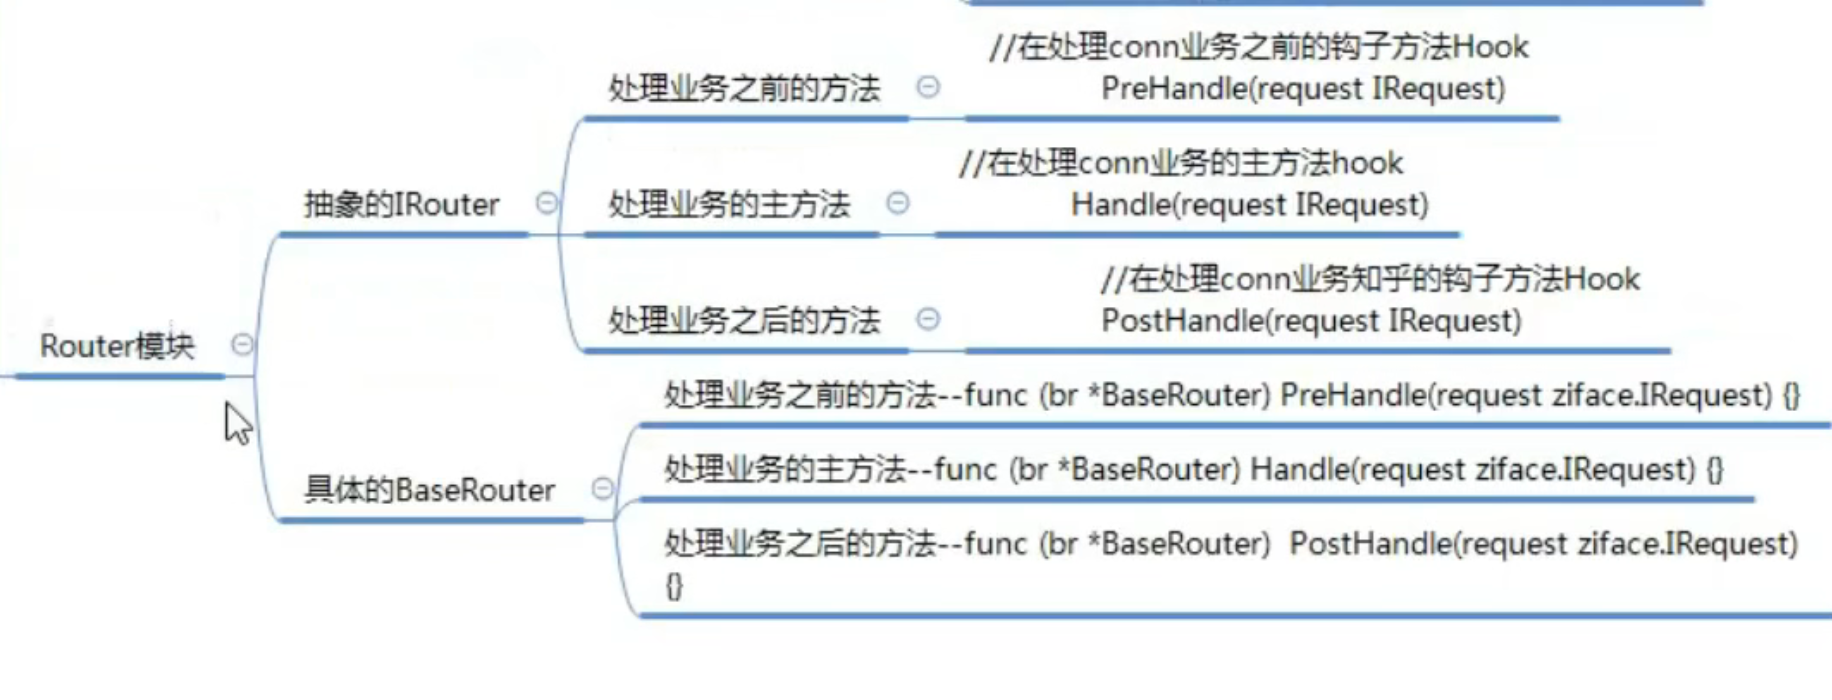 //在处理conn业务之前的钩子方法Hook
处理业务之前的方法
PreHandle(request IRequest)
//在处理conn业务的主方法hook
抽象的IRouter
处理业务的主方法
Handle(request IRequest)
//在处理conn业务知乎的钩子方法Hook
处理业务之后的方法
PostHandle(request IRequest)
Router模块
处理业务之前的方法--func (br *BaseRouter) PreHandle(request ziface.IRequest) {}
处理业务的主方法--func (br *BaseRouter) Handle(request ziface.IRequest) {}
具体的BaseRouter
处理业务之后的方法--func (br *BaseRouter)  PostHandle(request ziface.IRequest)
{}